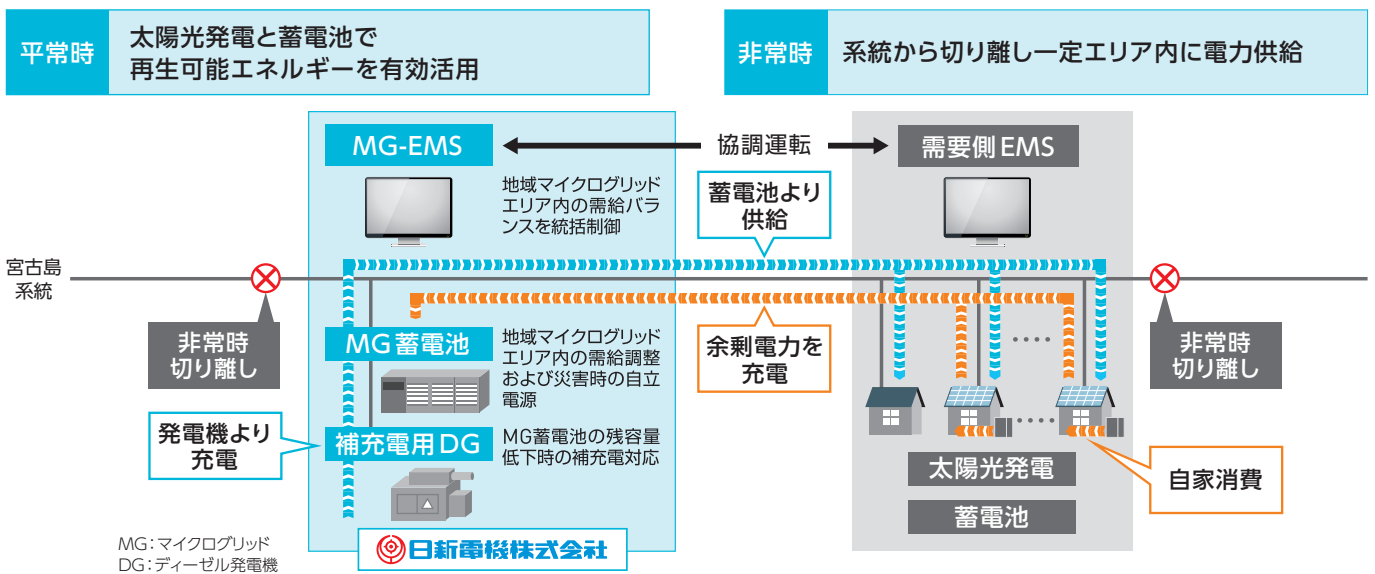 平常時
太陽光発電と蓄電池で
再生可能エネルギーを有効活用
非常時
系統から切り離し一定エリア内に電力供給
MG-EMS
協調運転
需要側EMS
地域マイクログリッド
エリア内の需給バラ
ンスを統括制御
蓄電池より
供給
宮古島
系統
非常時
切り離し
MG蓄電池
地域マイクログリッド
エリア内の需給調整
および災害時の自立
電源
余剰電力を
充電
非常時
切り離し
発電機より
充電
補充電用DG
MG蓄電池の残容量
低下時の補充電対応
太陽光発電
蓄電池
自家消費
日新電機株式会社
MG：マイクログリッド
DG：ディーゼル発電機